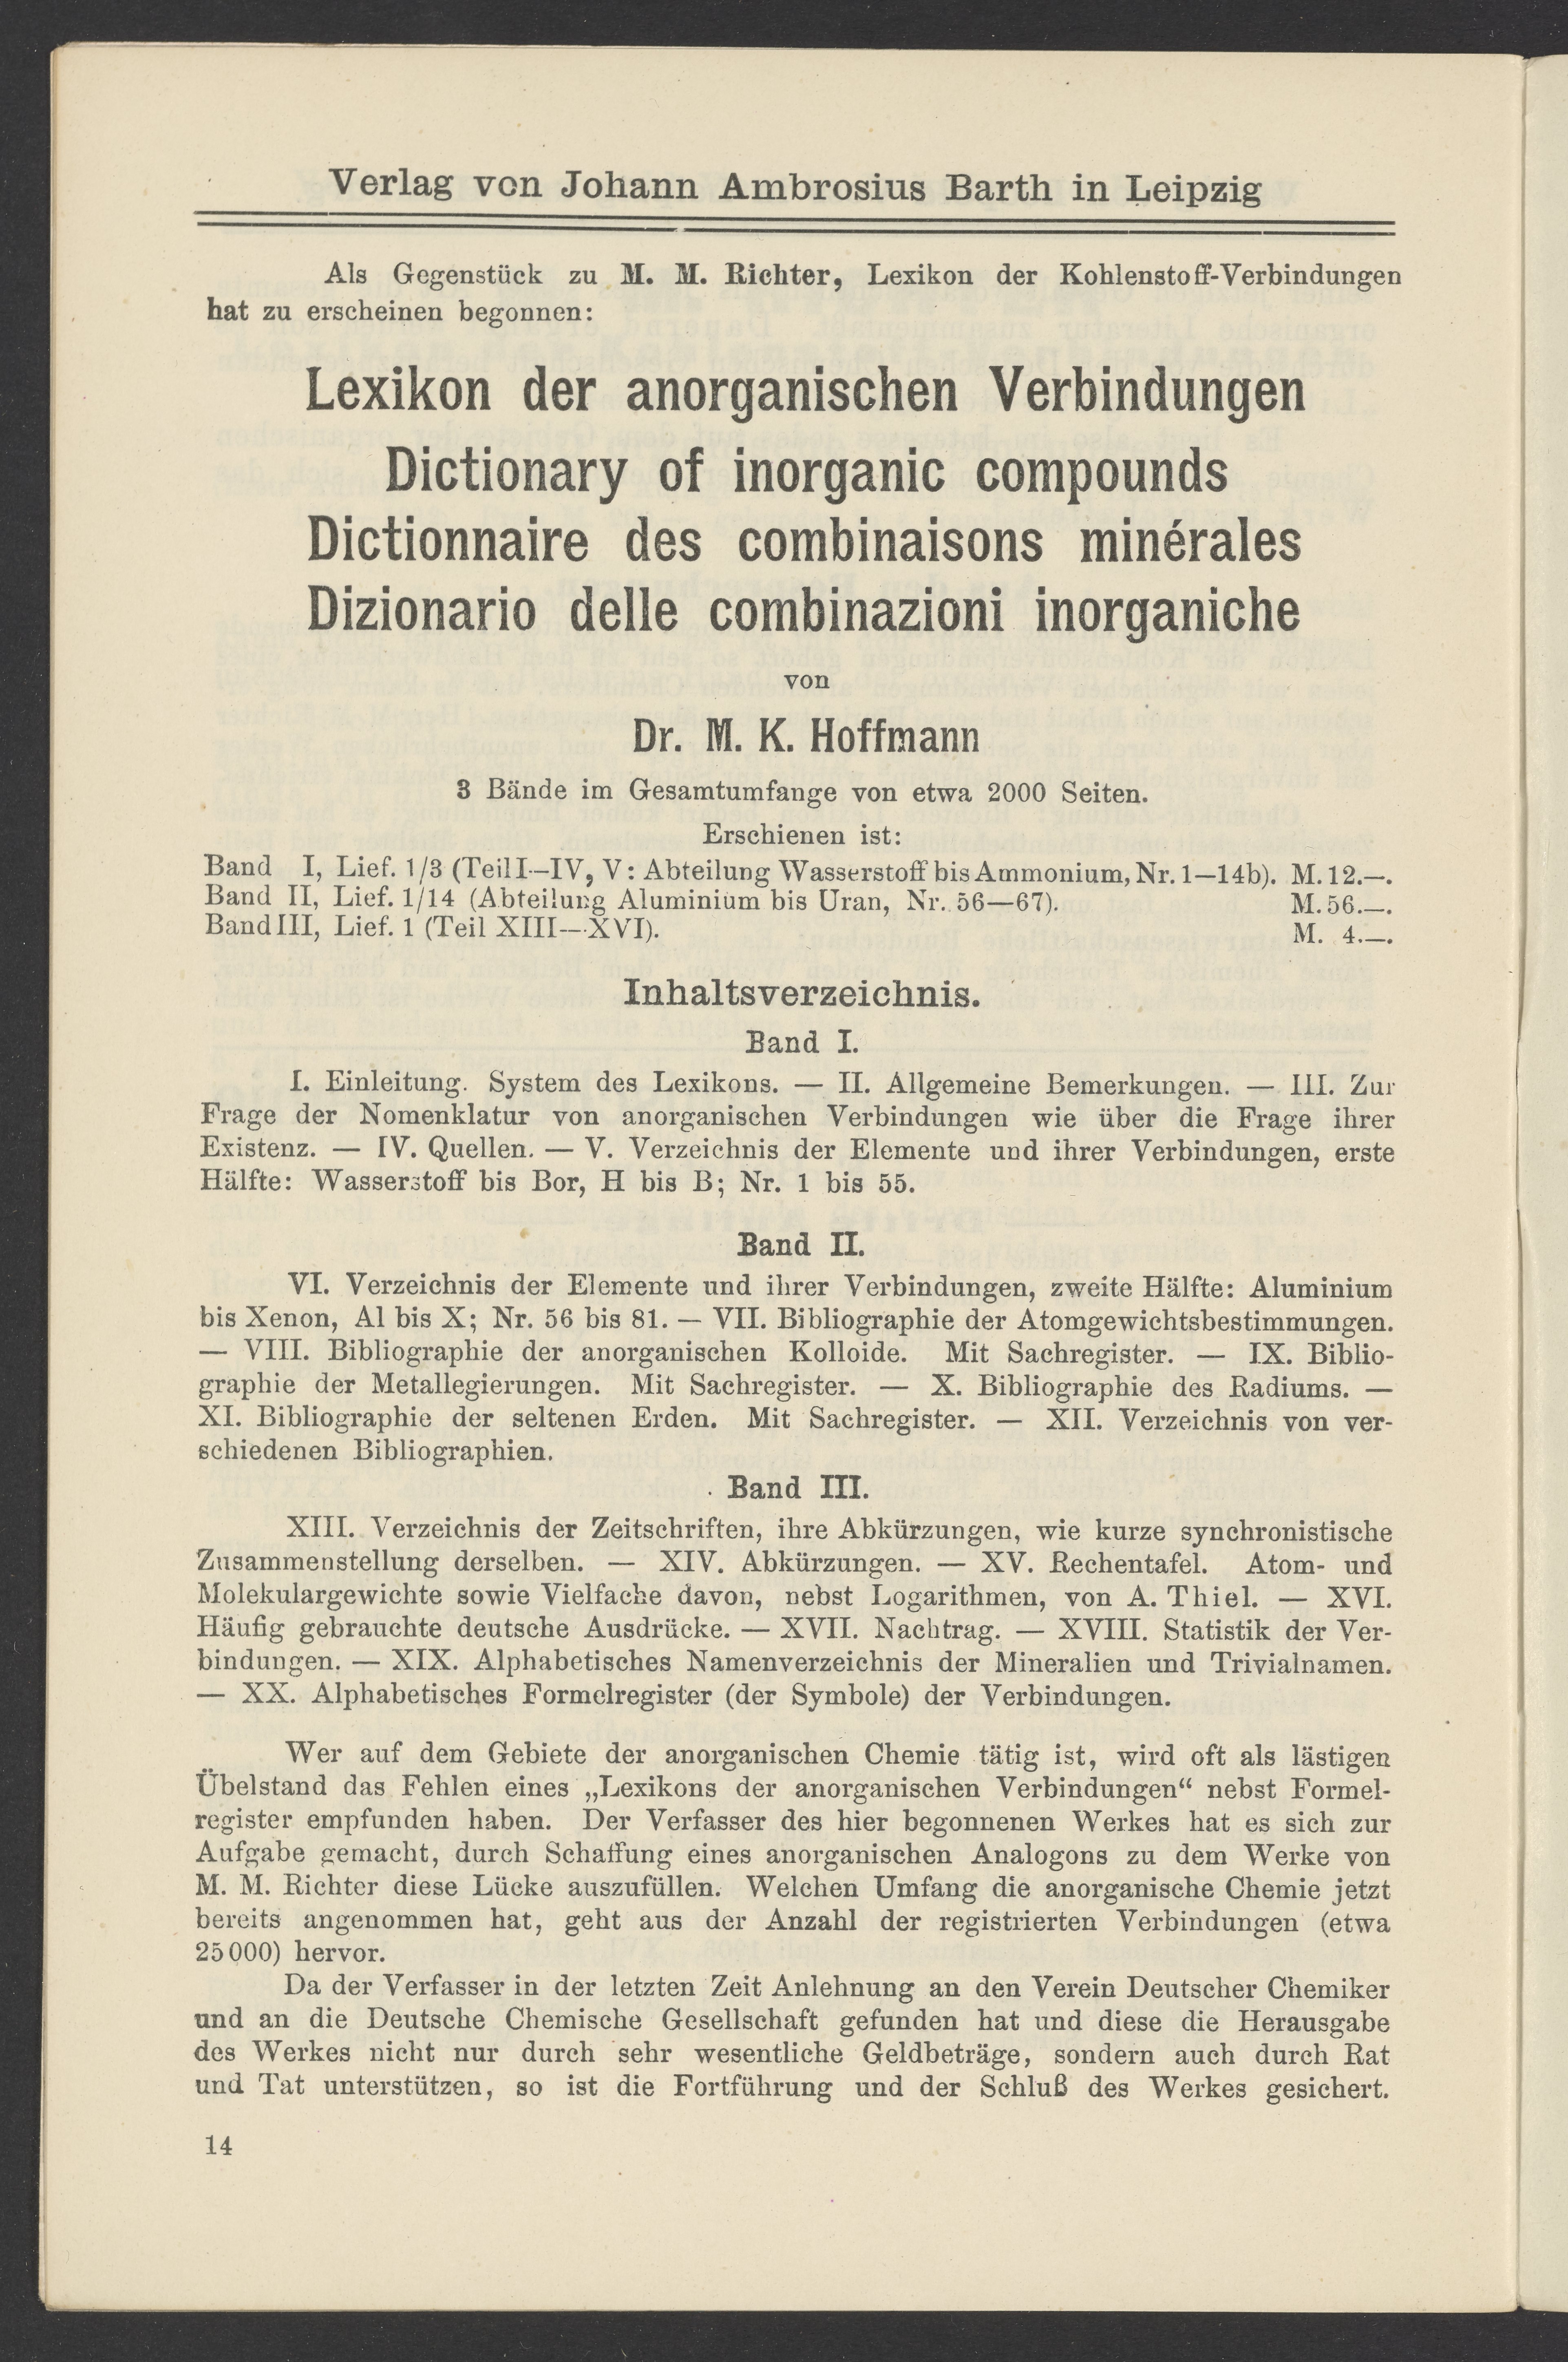 Verlag von Johann Ambrosius Barth in Leipzig
Als Gegenstück zu M. M. Richter, Lexikon der Kohlenstoff-Verbindungen
hat zu erscheinen begonnen:
Lexikon der anorganischen Verbindungen
Dictionary of inorganic compounds
Dictionnaire des combinaisons minérales
Dizionario delle combinazioni inorganiche
von
Dr. M. K. Hoffmann
3 Bände im Gesamtumfange von etwa 2000 Seiten.
Erschienen ist:
Band I, Lief. 1/3 (Teil I—IV, V: Abteilung Wasserstoff bis Ammonium, Nr. 1—14b). M. 12.—.
Band II, Lief. 1/14 (Abteilung Aluminium bis Uran, Nr. 56—67). M. 56.—.
Band III, Lief. 1 (Teil XIII—XVI). M. 4.—.
Inhaltsverzeichnis.
Band I.
I. Einleitung. System des Lexikons. — II. Allgemeine Bemerkungen. — III. Zur
Frage der Nomenklatur von anorganischen Verbindungen wie über die Frage ihrer
Existenz. — IV. Quellen. — V. Verzeichnis der Elemente und ihrer Verbindungen, erste
Hälfte: Wasserstoff bis Bor, H bis B; Nr. 1 bis 55.
Band II.
VI. Verzeichnis der Elemente und ihrer Verbindungen, zweite Hälfte: Aluminium
bis Xenon, Al bis X; Nr. 56 bis 81. — VII. Bibliographie der Atomgewichtsbestimmungen.
— VIII. Bibliographie der anorganischen Kolloide. Mit Sachregister. — IX. Biblio-
graphie der Metallegierungen. Mit Sachregister. — X. Bibliographie des Radiums. —
XI. Bibliographie der seltenen Erden. Mit Sachregister. — XII. Verzeichnis von ver-
schiedenen Bibliographien.
Band III.
XIII. Verzeichnis der Zeitschriften, ihre Abkürzungen, wie kurze synchronistische
Zusammenstellung derselben. — XIV. Abkürzungen. — XV. Rechentafel. Atom- und
Molekulargewichte sowie Vielfache davon, nebst Logarithmen, von A. Thiel. — XVI.
Häufig gebrauchte deutsche Ausdrücke. — XVII. Nachtrag. — XVIII. Statistik der Ver-
bindungen. — XIX. Alphabetisches Namenverzeichnis der Mineralien und Trivialnamen.
— XX. Alphabetisches Formelregister (der Symbole) der Verbindungen.
Wer auf dem Gebiete der anorganischen Chemie tätig ist, wird oft als lästigen
Übelstand das Fehlen eines „Lexikons der anorganischen Verbindungen“ nebst Formel-
register empfunden haben. Der Verfasser des hier begonnenen Werkes hat es sich zur
Aufgabe gemacht, durch Schaffung eines anorganischen Analogons zu dem Werke von
M. M. Richter diese Lücke auszufüllen. Welchen Umfang die anorganische Chemie jetzt
bereits angenommen hat, geht aus der Anzahl der registrierten Verbindungen (etwa
25000) hervor.
Da der Verfasser in der letzten Zeit Anlehnung an den Verein Deutscher Chemiker
und an die Deutsche Chemische Gesellschaft gefunden hat und diese die Herausgabe
des Werkes nicht nur durch sehr wesentliche Geldbeträge, sondern auch durch Rat
und Tat unterstützen, so ist die Fortführung und der Schluß des Werkes gesichert.
14